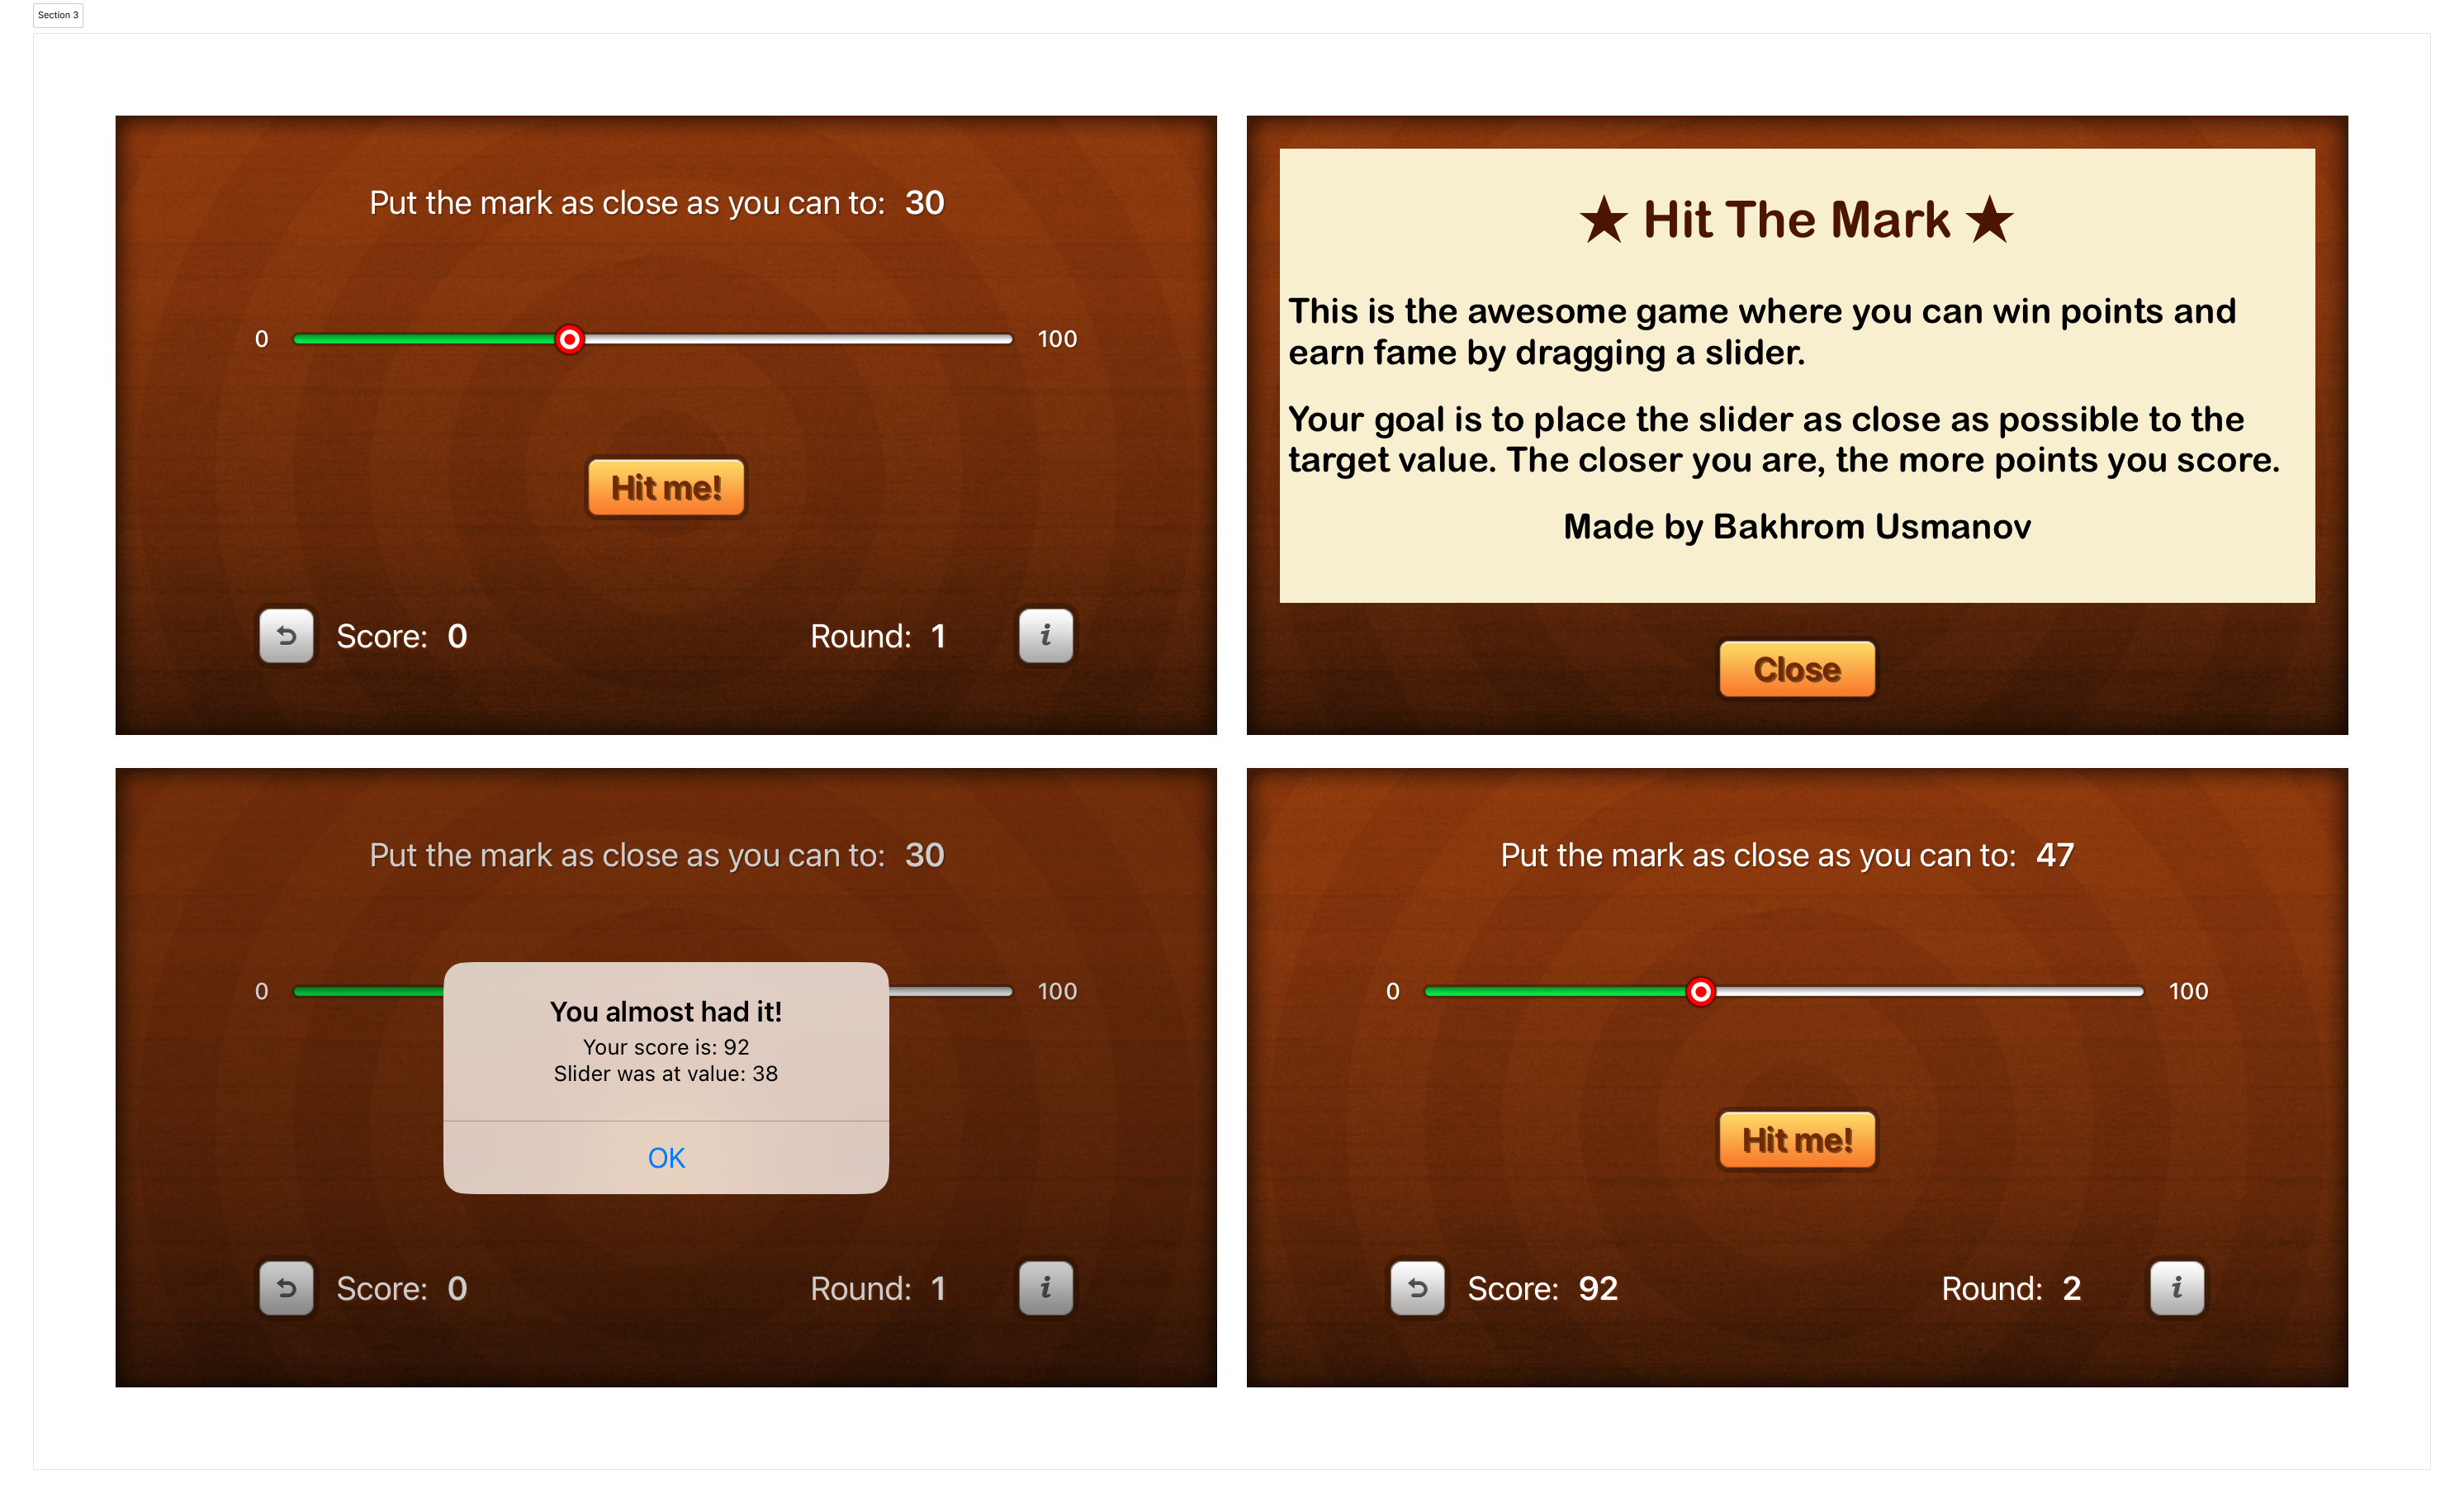 Section 3
Put the mark as close as you can to: 30
0 100
Hit me!
Score: 0 Round: 1 i
★ Hit The Mark ★
This is the awesome game where you can win points and
earn fame by dragging a slider.
Your goal is to place the slider as close as possible to the
target value. The closer you are, the more points you score.
Made by Bakhrom Usmanov
Close
Put the mark as close as you can to: 30
0 100
You almost had it!
Your score is: 92
Slider was at value: 38
OK
Score: 0 Round: 1 i
Put the mark as close as you can to: 47
0 100
Hit me!
Score: 92 Round: 2 i